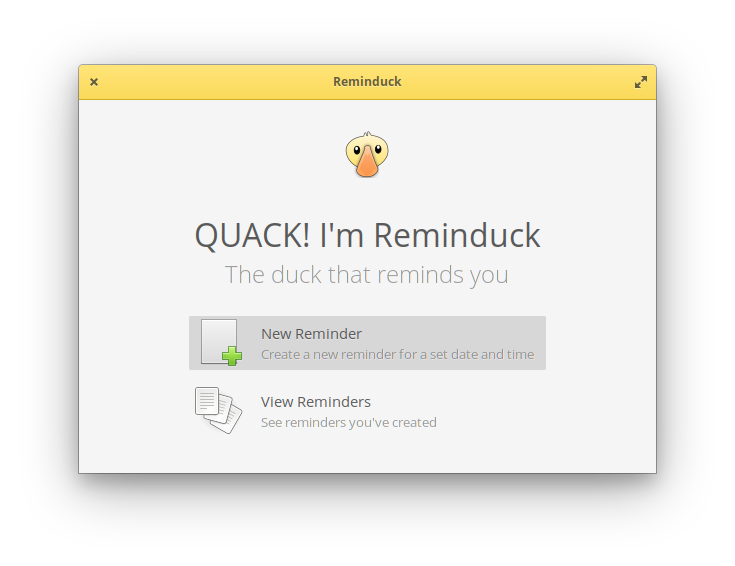 Reminduck
QUACK! I'm Reminduck
The duck that reminds you
New Reminder
Create a new reminder for a set date and time
View Reminders
See reminders you've created